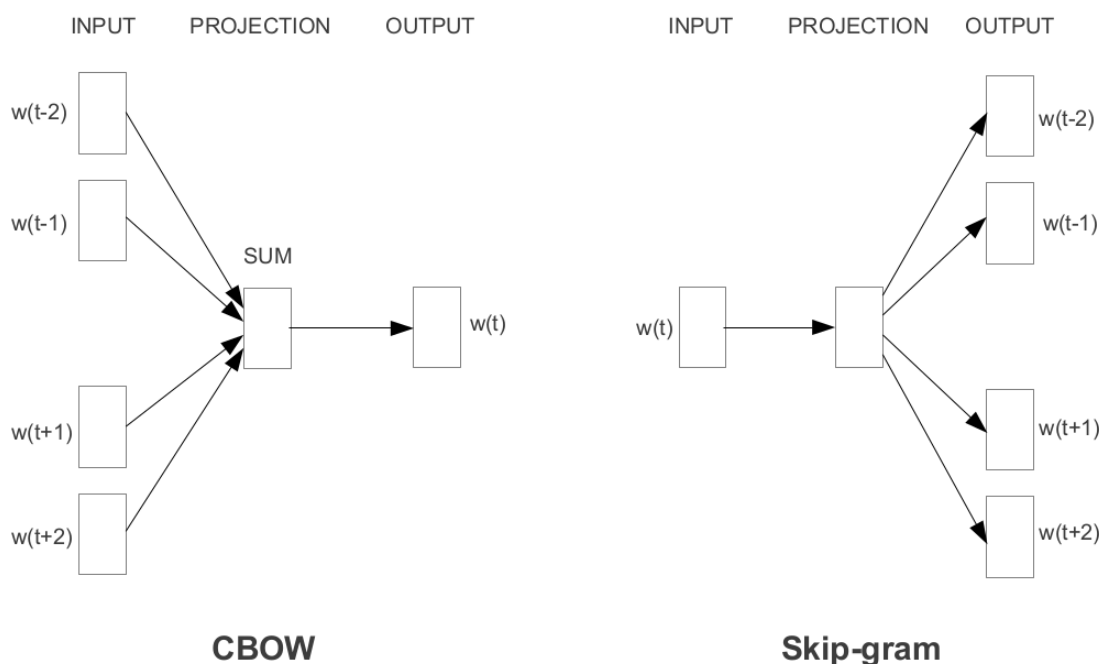 INPUT PROJECTION OUTPUT
w(t-2)
w(t-1)
SUM
w(t)
w(t+1)
w(t+2)
CBOW
INPUT PROJECTION OUTPUT
w(t-2)
w(t-1)
w(t)
w(t+1)
w(t+2)
Skip-gram